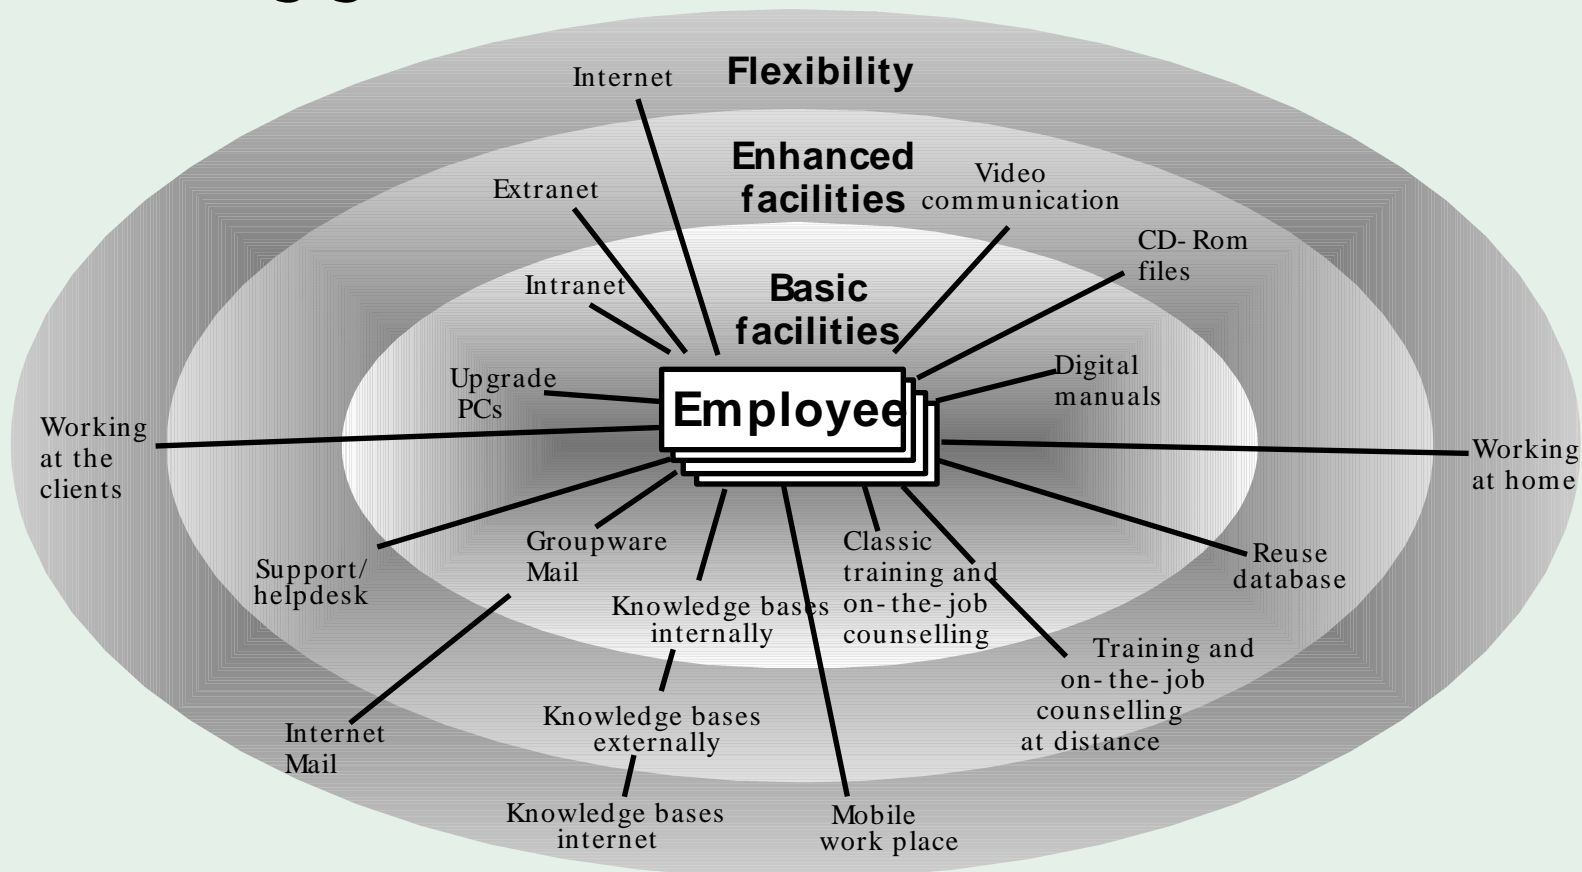 Internet
Flexibility
Enhanced
facilities
Video
communication
Extranet
CD-Rom
files
Intranet
Basic
facilities
Upgrade
PCs
Digital
manuals
Employee
Working
at the
clients
Working
at home
Support/
helpdesk
Groupware
Mail
Classic
training and
on-the-job
counselling
Reuse
database
Knowledge bases
internally
Training and
on-the-job
counselling
at distance
Internet
Mail
Knowledge bases
externally
Knowledge bases
internet
Mobile
work place